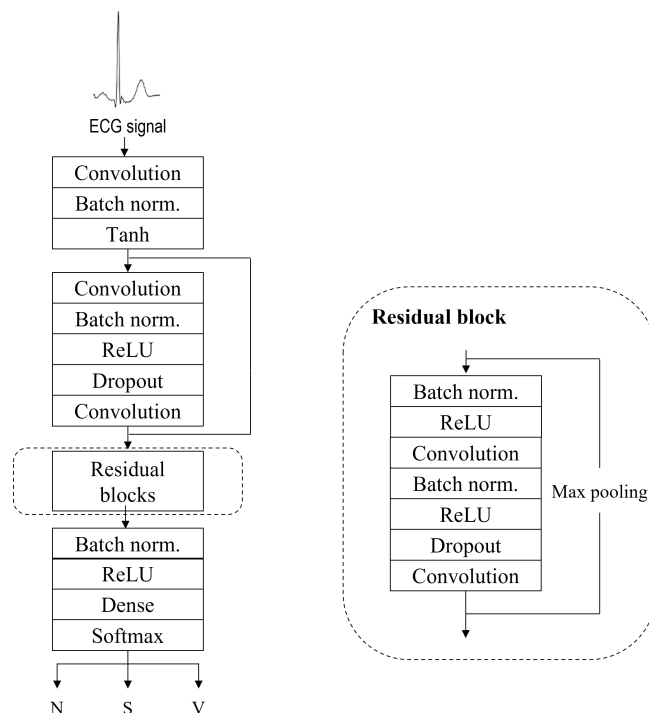 ECG signal
Convolution
Batch norm.
Tanh
Convolution
Batch norm.
ReLU
Dropout
Convolution
Residual
blocks
Batch norm.
ReLU
Dense
Softmax
N S V
Residual block
Batch norm.
ReLU
Convolution
Batch norm.
ReLU
Dropout
Convolution
Max pooling